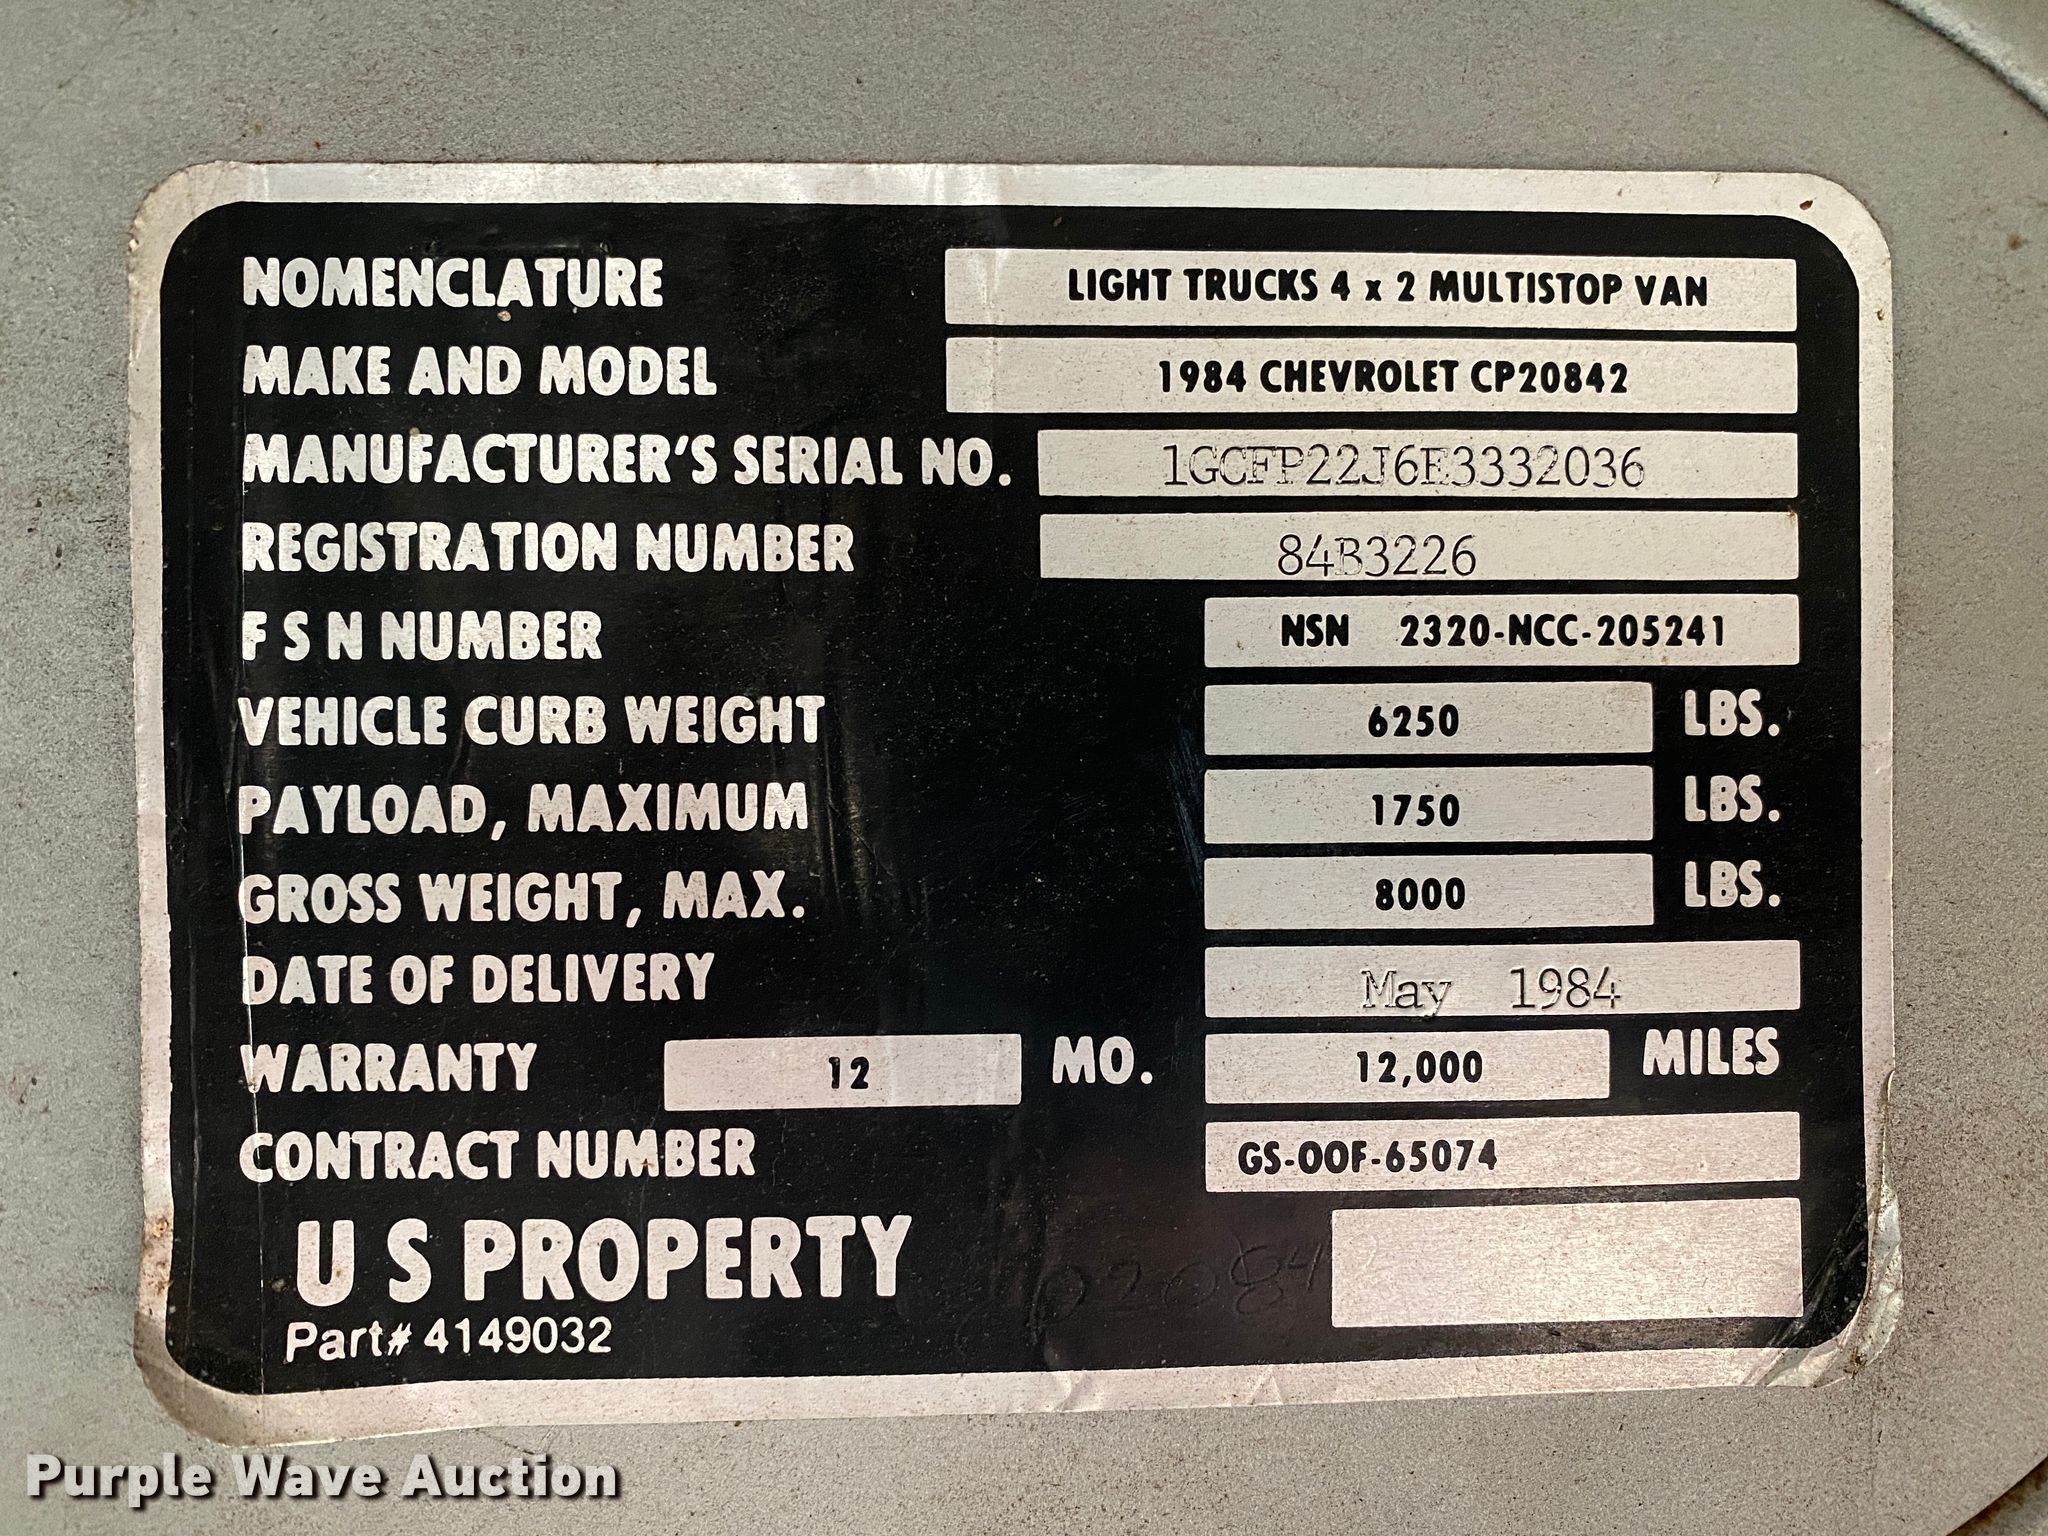 NOMENCLATURE LIGHT TRUCKS 4 x 2 MULTISTOP VAN
MAKE AND MODEL 1984 CHEVROLET CP20842
MANUFACTURER'S SERIAL NO. 1GCFP22J6E3332036
REGISTRATION NUMBER 84B3226
F S N NUMBER NSN 2320-NCC-205241
VEHICLE CURB WEIGHT 6250 LBS.
PAYLOAD, MAXIMUM 1750 LBS.
GROSS WEIGHT, MAX. 8000 LBS.
DATE OF DELIVERY May 1984
WARRANTY 12 MO. 12,000 MILES
CONTRACT NUMBER GS-OOF-65074
U S PROPERTY
Part# 4149032
Purple Wave Auction